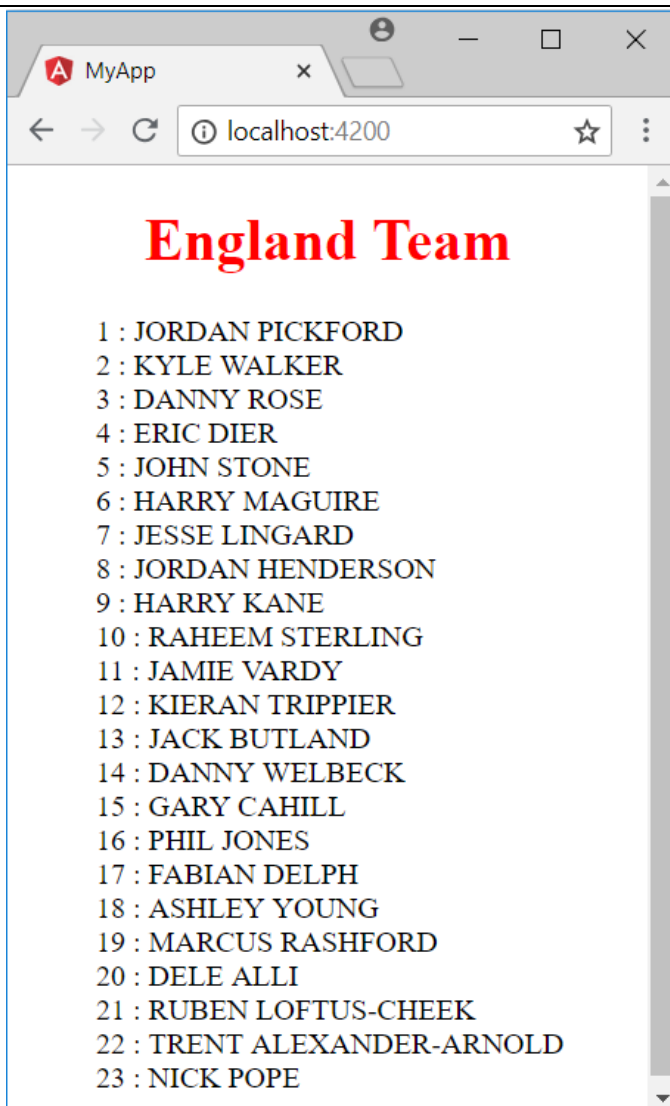 MyApp
localhost:4200
England Team
1 : JORDAN PICKFORD
2 : KYLE WALKER
3 : DANNY ROSE
4 : ERIC DIER
5 : JOHN STONE
6 : HARRY MAGUIRE
7 : JESSE LINGARD
8 : JORDAN HENDERSON
9 : HARRY KANE
10 : RAHEEM STERLING
11 : JAMIE VARDY
12 : KIERAN TRIPPIER
13 : JACK BUTLAND
14 : DANNY WELBECK
15 : GARY CAHILL
16 : PHIL JONES
17 : FABIAN DELPH
18 : ASHLEY YOUNG
19 : MARCUS RASHFORD
20 : DELE ALLI
21 : RUBEN LOFTUS-CHEEK
22 : TRENT ALEXANDER-ARNOLD
23 : NICK POPE